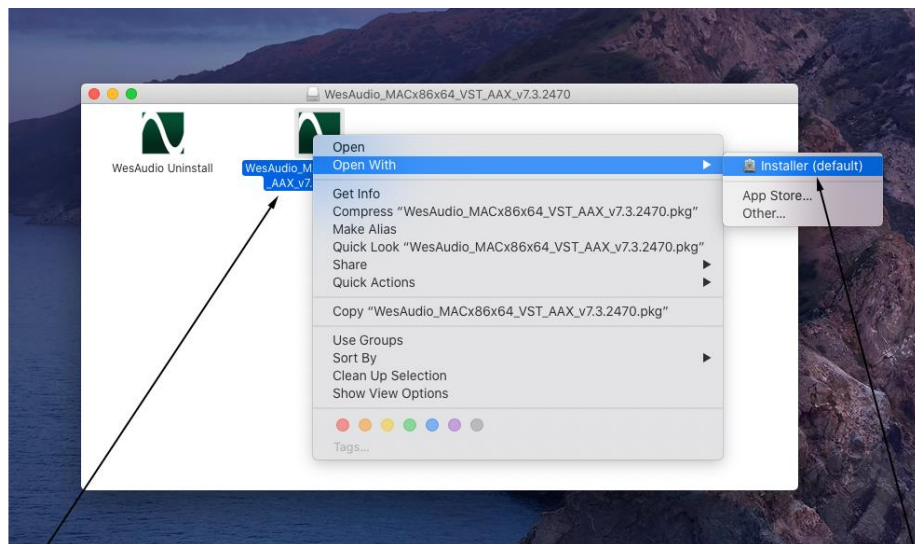 WesAudio_MACx86x64_VST_AAX_v7.3.2470
WesAudio Uninstall
WesAudio_M
_AAX_v7.
Open
Open With
Installer (default)
App Store...
Other...
Get Info
Compress “WesAudio_MACx86x64_VST_AAX_v7.3.2470.pkg”
Make Alias
Quick Look “WesAudio_MACx86x64_VST_AAX_v7.3.2470.pkg”
Share
Quick Actions
Copy “WesAudio_MACx86x64_VST_AAX_v7.3.2470.pkg”
Use Groups
Sort By
Clean Up Selection
Show View Options
Tags...